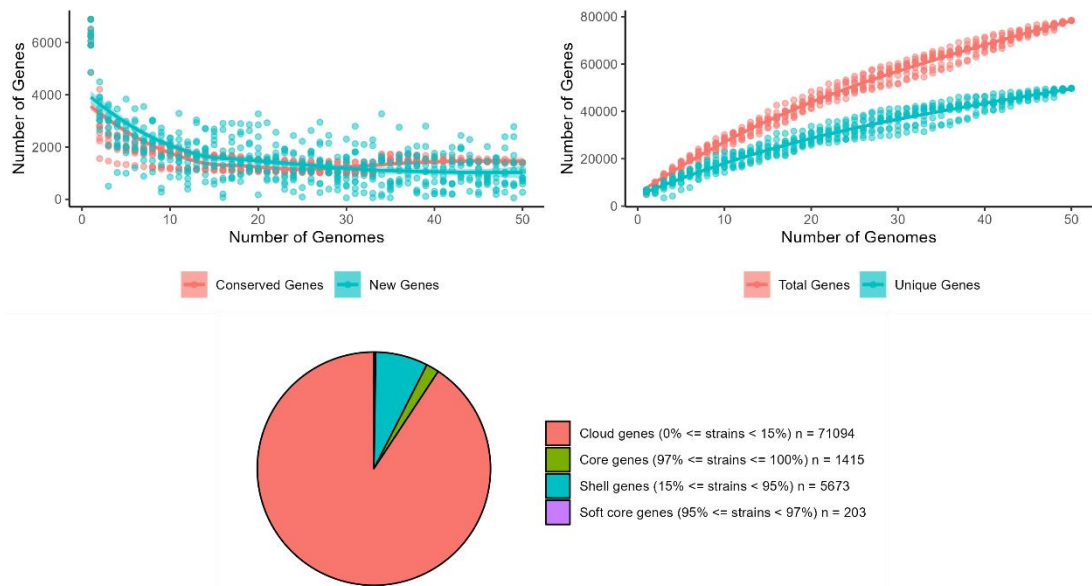 Number of Genes
6000
4000
2000
0
0 10 20 30 40 50
Number of Genomes
Conserved Genes New Genes
Number of Genes
80000
60000
40000
20000
0
0 10 20 30 40 50
Number of Genomes
Total Genes Unique Genes
Cloud genes (0% <= strains < 15%) n = 71094
Core genes (97% <= strains <= 100%) n = 1415
Shell genes (15% <= strains < 95%) n = 5673
Soft core genes (95% <= strains < 97%) n = 203